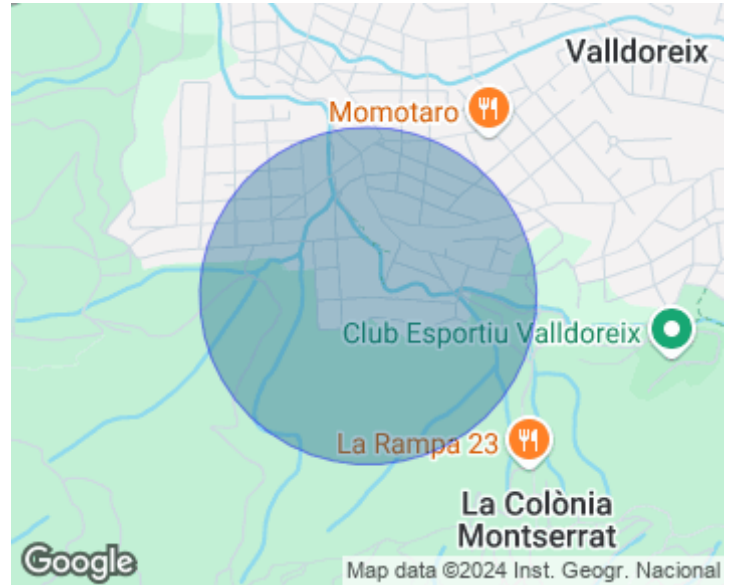 Valldoreix
Momotaro
Club Esportiu Valldoreix
La Rampa 23
La Colònia
Montserrat
Google
Map data ©2024 Inst. Geogr. Nacional